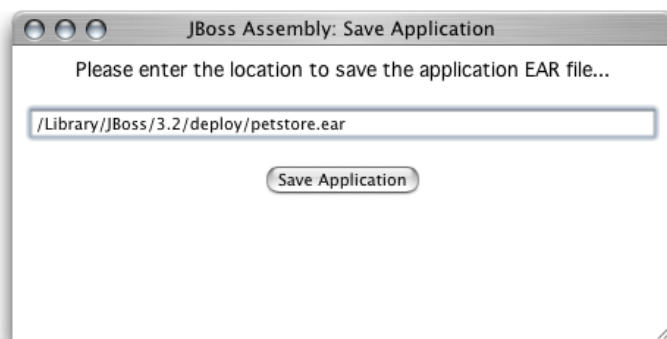 JBoss Assembly: Save Application
Please enter the location to save the application EAR file...
/Library/JBoss/3.2/deploy/petstore.ear
Save Application